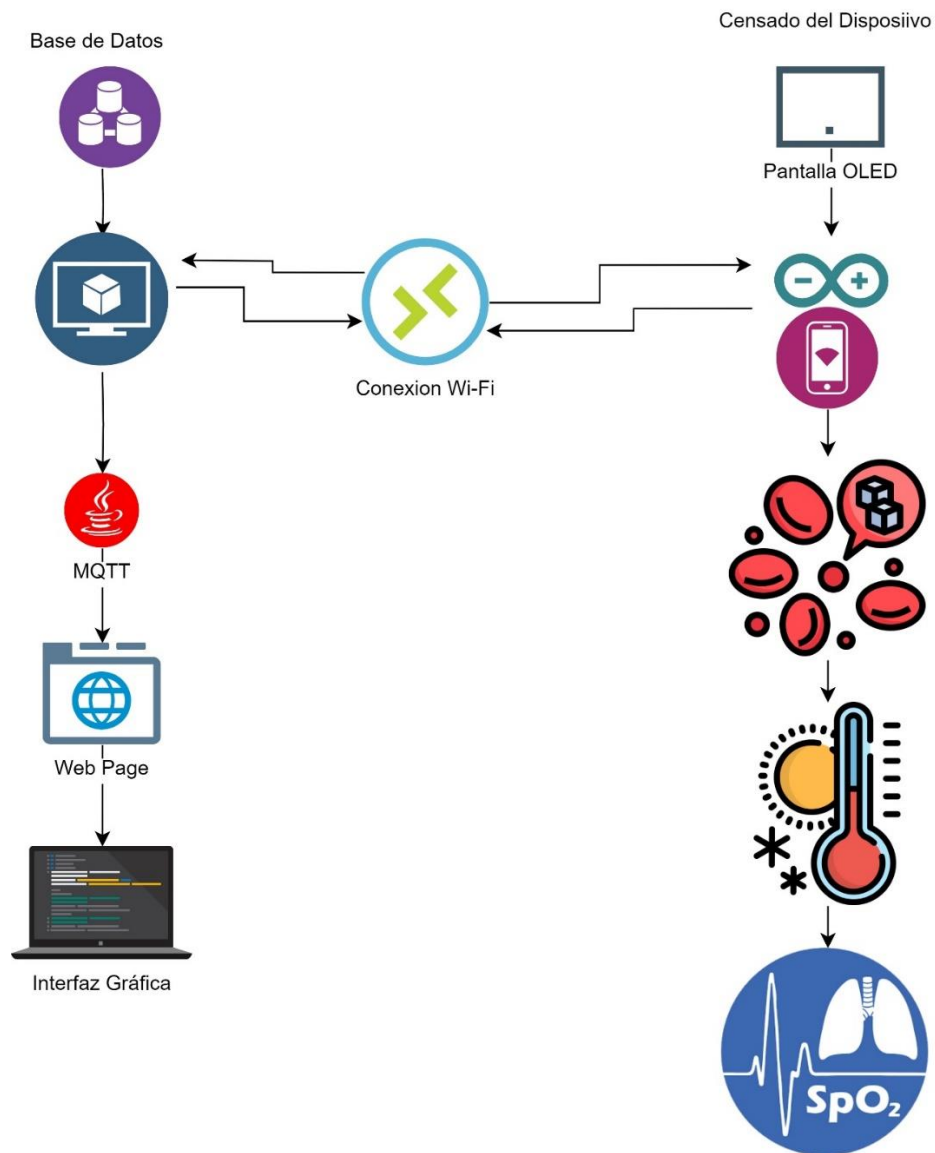 Censado del Disposiivo
Base de Datos
Pantalla OLED
Conexion Wi-Fi
MQTT
Web Page
Interfaz Gráfica
SpO₂